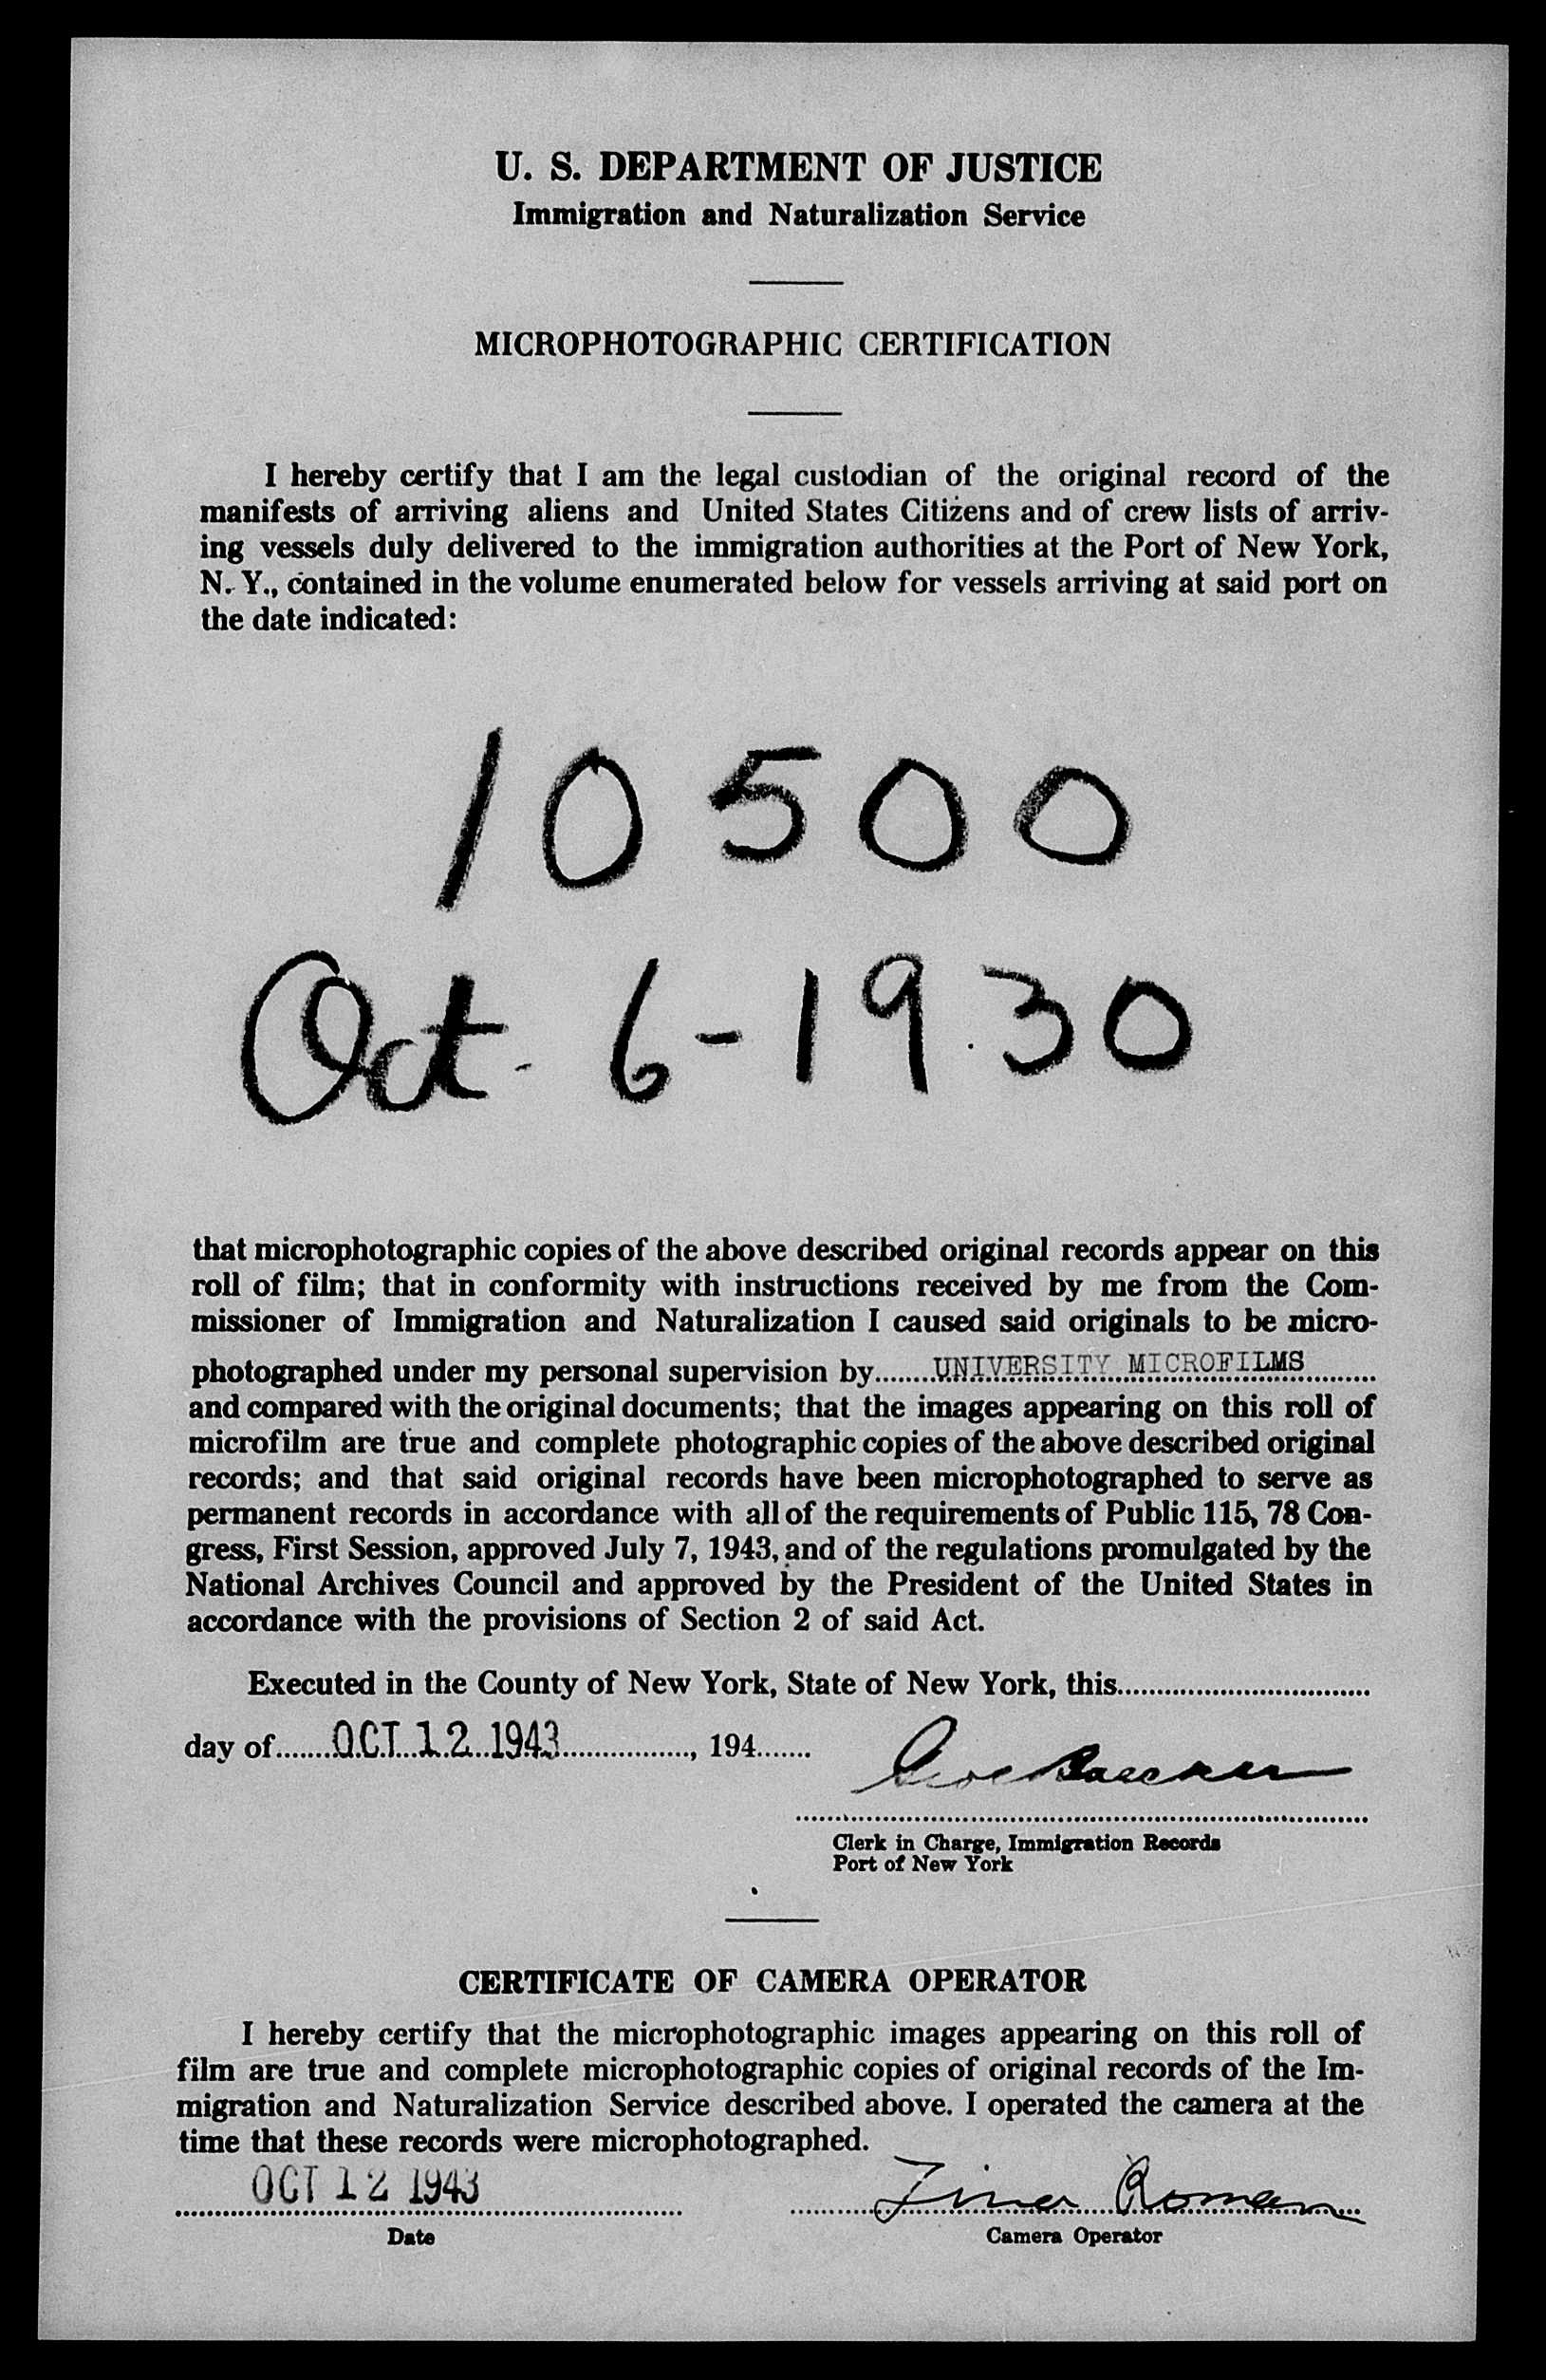 U. S. DEPARTMENT OF JUSTICE
Immigration and Naturalization Service
MICROPHOTOGRAPHIC CERTIFICATION
I hereby certify that I am the legal custodian of the original record of the
manifests of arriving aliens and United States Citizens and of crew lists of arriv-
ing vessels duly delivered to the immigration authorities at the Port of New York,
N. Y., contained in the volume enumerated below for vessels arriving at said port on
the date indicated:
10500
Oct. 6-1930
that microphotographic copies of the above described original records appear on this
roll of film; that in conformity with instructions received by me from the Com-
missioner of Immigration and Naturalization I caused said originals to be micro-
photographed under my personal supervision by........UNIVERSITY MICROFILMS........
and compared with the original documents; that the images appearing on this roll of
microfilm are true and complete photographic copies of the above described original
records; and that said original records have been microphotographed to serve as
permanent records in accordance with all of the requirements of Public 115, 78 Con-
gress, First Session, approved July 7, 1943, and of the regulations promulgated by the
National Archives Council and approved by the President of the United States in
accordance with the provisions of Section 2 of said Act.
Executed in the County of New York, State of New York, this................................
day of.......OCT 12 1943................, 194.......
Clerk in Charge, Immigration Records
Port of New York
CERTIFICATE OF CAMERA OPERATOR
I hereby certify that the microphotographic images appearing on this roll of
film are true and complete microphotographic copies of original records of the Im-
migration and Naturalization Service described above. I operated the camera at the
time that these records were microphotographed.
OCT 12 1943 Tina Roman
Date Camera Operator